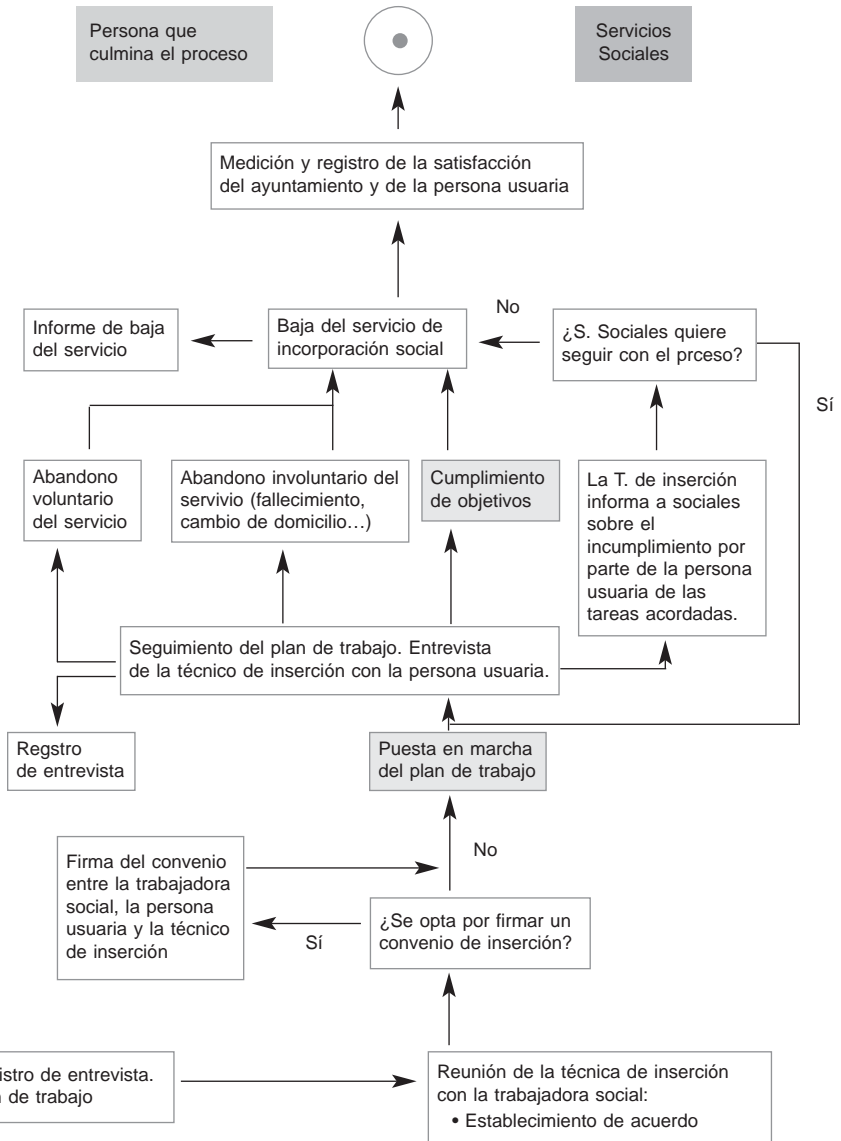 Persona que
culmina el proceso
Servicios
Sociales
Medición y registro de la satisfacción
del ayuntamiento y de la persona usuaria
Informe de baja
del servicio
Baja del servicio de
incorporación social
No
¿S. Sociales quiere
seguir con el prceso?
Sí
Abandono
voluntario
del servicio
Abandono involuntario del
servivio (fallecimiento,
cambio de domicilio…)
Cumplimiento
de objetivos
La T. de inserción
informa a sociales
sobre el
incumplimiento por
parte de la persona
usuaria de las
tareas acordadas.
Seguimiento del plan de trabajo. Entrevista
de la técnico de inserción con la persona usuaria.
Regstro
de entrevista
Puesta en marcha
del plan de trabajo
No
Firma del convenio
entre la trabajadora
social, la persona
usuaria y la técnico
de inserción
Sí
¿Se opta por firmar un
convenio de inserción?
istro de entrevista.
n de trabajo
Reunión de la técnica de inserción
con la trabajadora social:
• Establecimiento de acuerdo